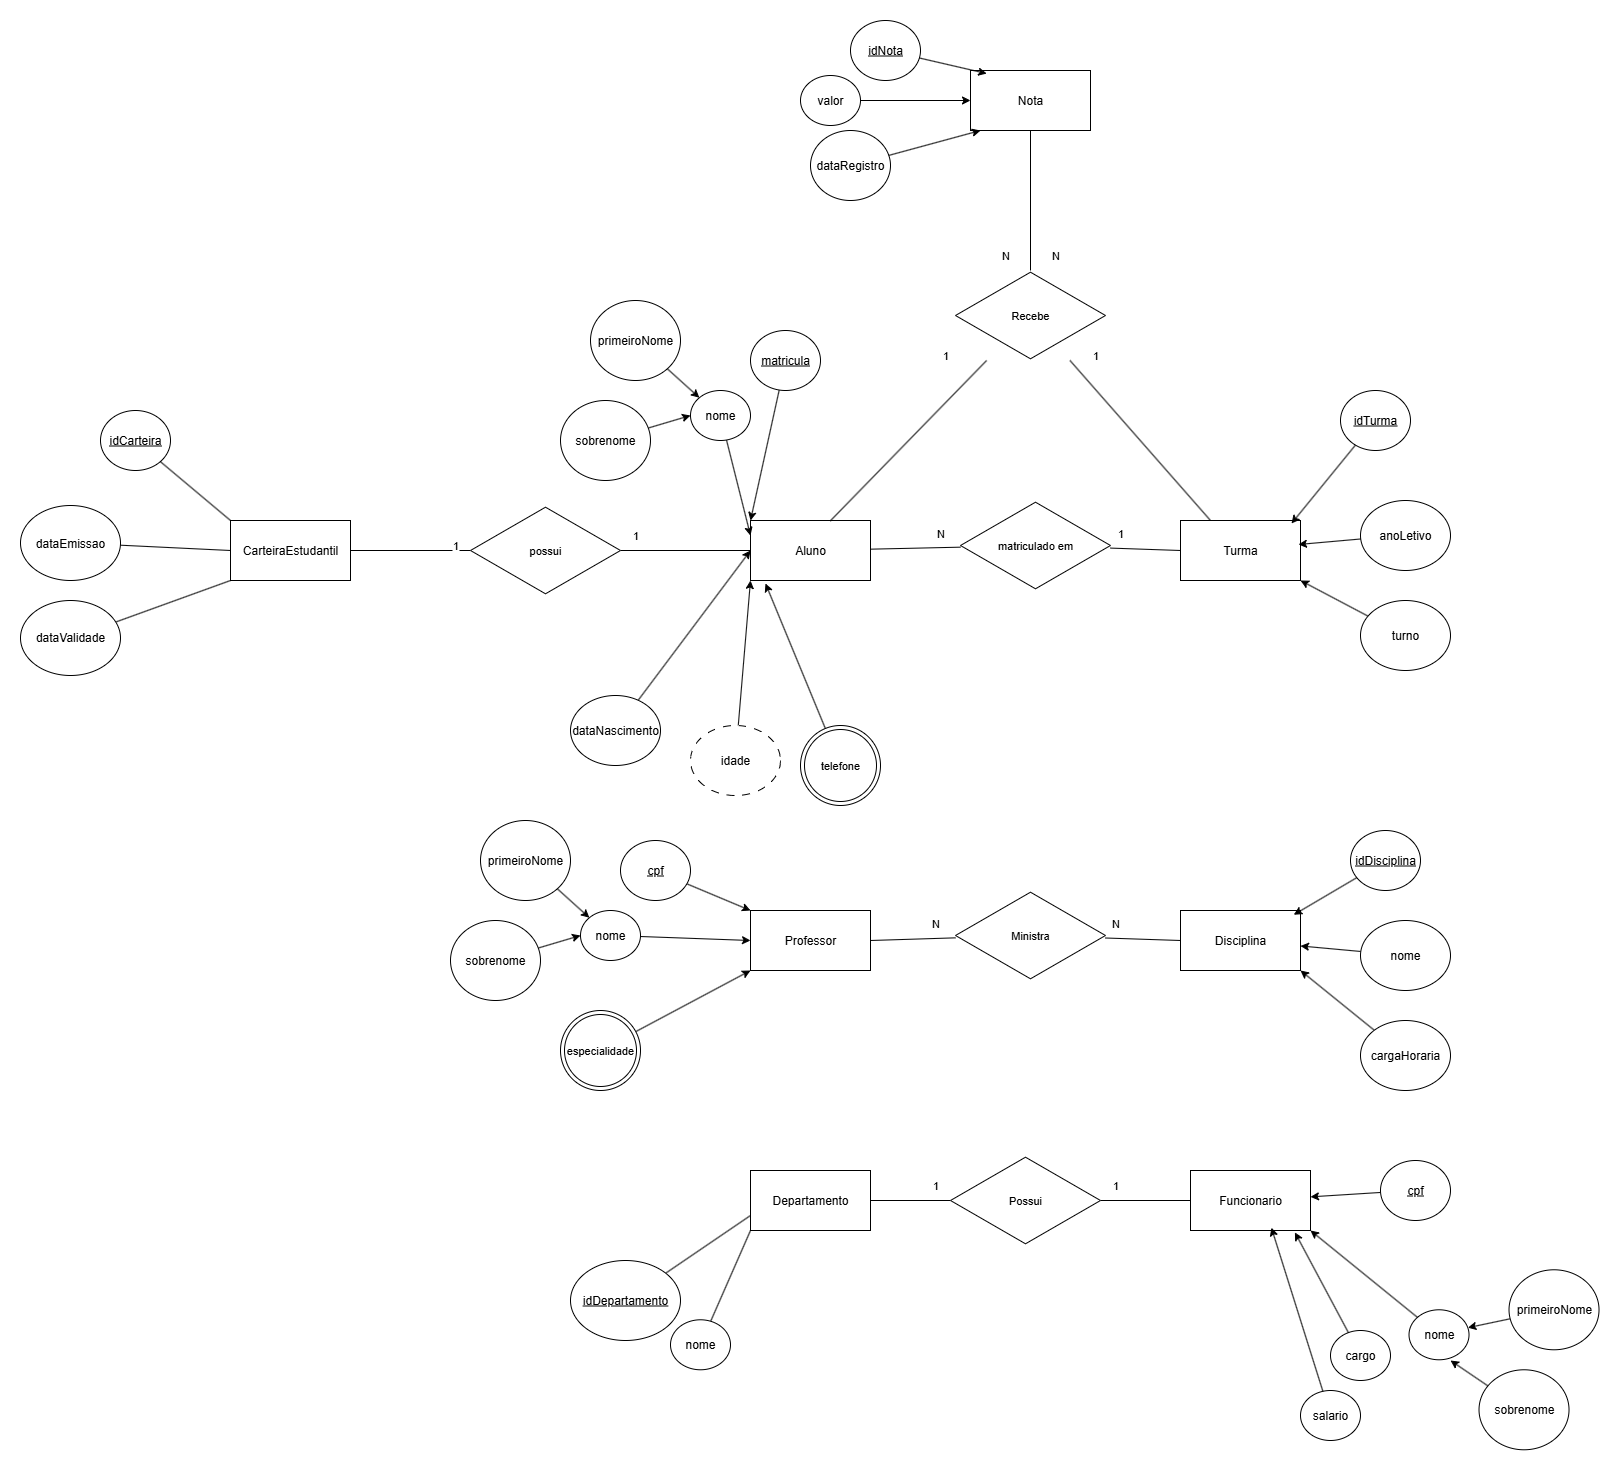 idNota
valor
Nota
dataRegistro
N
N
Recebe
1
1
primeiroNome
matricula
nome
sobrenome
idCarteira
idTurma
dataEmissao
CarteiraEstudantil
1
possui
1
Aluno
N
matriculado em
1
Turma
anoLetivo
dataValidade
turno
dataNascimento
idade
telefone
primeiroNome
cpf
nome
sobrenome
especialidade
Professor
N
Ministra
N
Disciplina
idDisciplina
nome
cargaHoraria
Departamento
1
Possui
1
Funcionario
cpf
idDepartamento
nome
primeiroNome
nome
cargo
salario
sobrenome